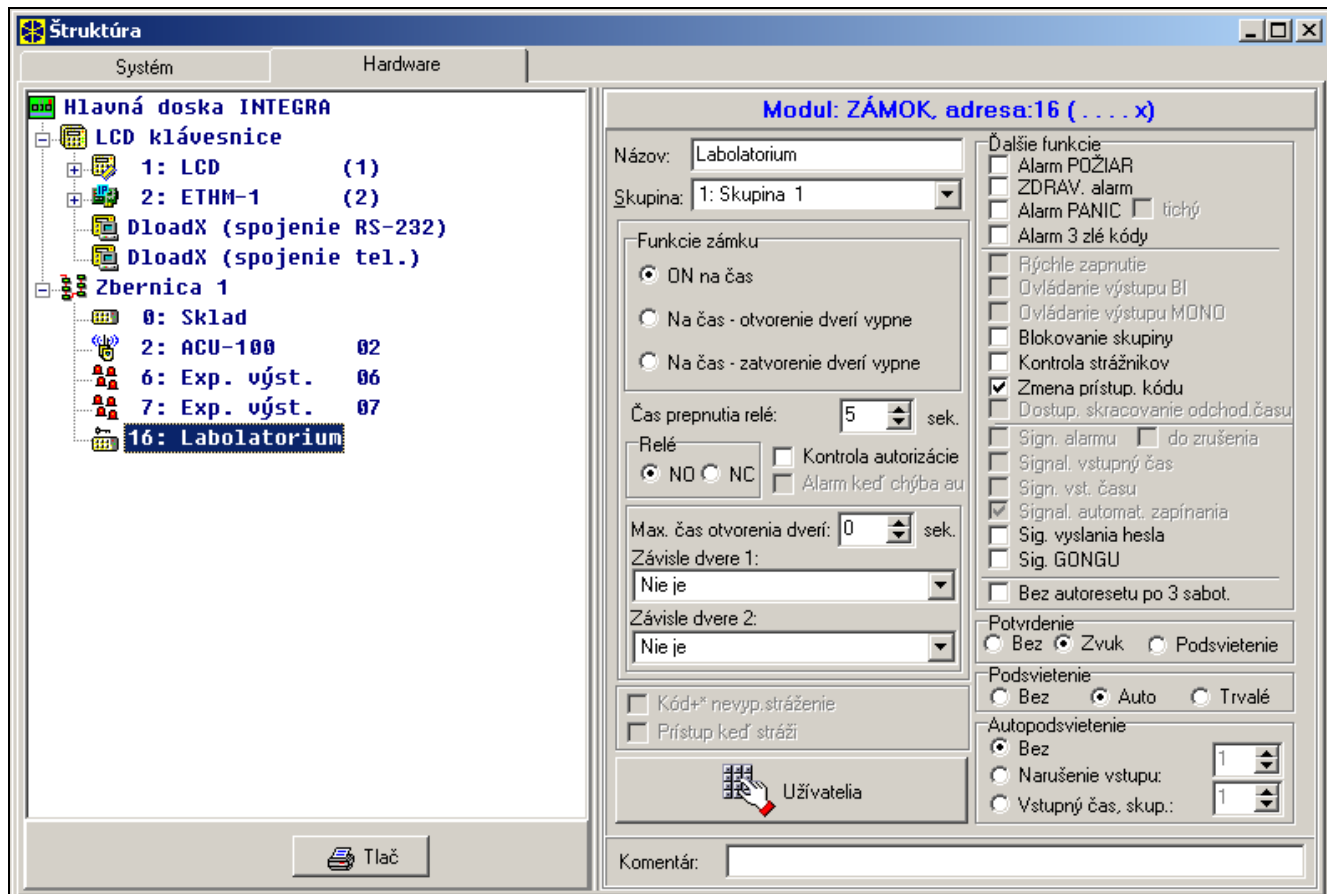 Štruktúra
Systém
Hardware
Hlavná doska INTEGRA
LCD klávesnice
1: LCD (1)
2: ETHM-1 (2)
DloadX (spojenie RS-232)
DloadX (spojenie tel.)
Zbernica 1
0: Sklad
2: ACU-100 02
6: Exp. výst. 06
7: Exp. výst. 07
16: Labolatorium
Tlač
Modul: ZÁMOK, adresa:16 ( . . . . x)
Názov: Labolatorium
Skupina: 1: Skupina 1
Funkcie zámku
ON na čas
Na čas - otvorenie dverí vypne
Na čas - zatvorenie dverí vypne
Čas prepnutia relé: 5 sek.
Relé
NO NC
Kontrola autorizácie
Alarm keď chýba au
Max. čas otvorenia dverí: 0 sek.
Závisle dvere 1:
Nie je
Závisle dvere 2:
Nie je
Kód+* nevyp.stráženie
Prístup keď stráži
Užívatelia
Ďalšie funkcie
Alarm POŽIAR
ZDRAV. alarm
Alarm PANIC tichý
Alarm 3 zlé kódy
Rýchle zapnutie
Ovládanie výstupu BI
Ovládanie výstupu MONO
Blokovanie skupiny
Kontrola strážnikov
Zmena prístup. kódu
Dostup. skracovanie odchod.času
Sign. alarmu do zrušenia
Signal. vstupný čas
Sign. vst. času
Signal. automat. zapínania
Sig. vyslania hesla
Sig. GONGU
Bez autoresetu po 3 sabot.
Potvrdenie
Bez Zvuk Podsvietenie
Podsvietenie
Bez Auto Trvalé
Autopodsvietenie
Bez
Narušenie vstupu: 1
Vstupný čas, skup.: 1
Komentár: